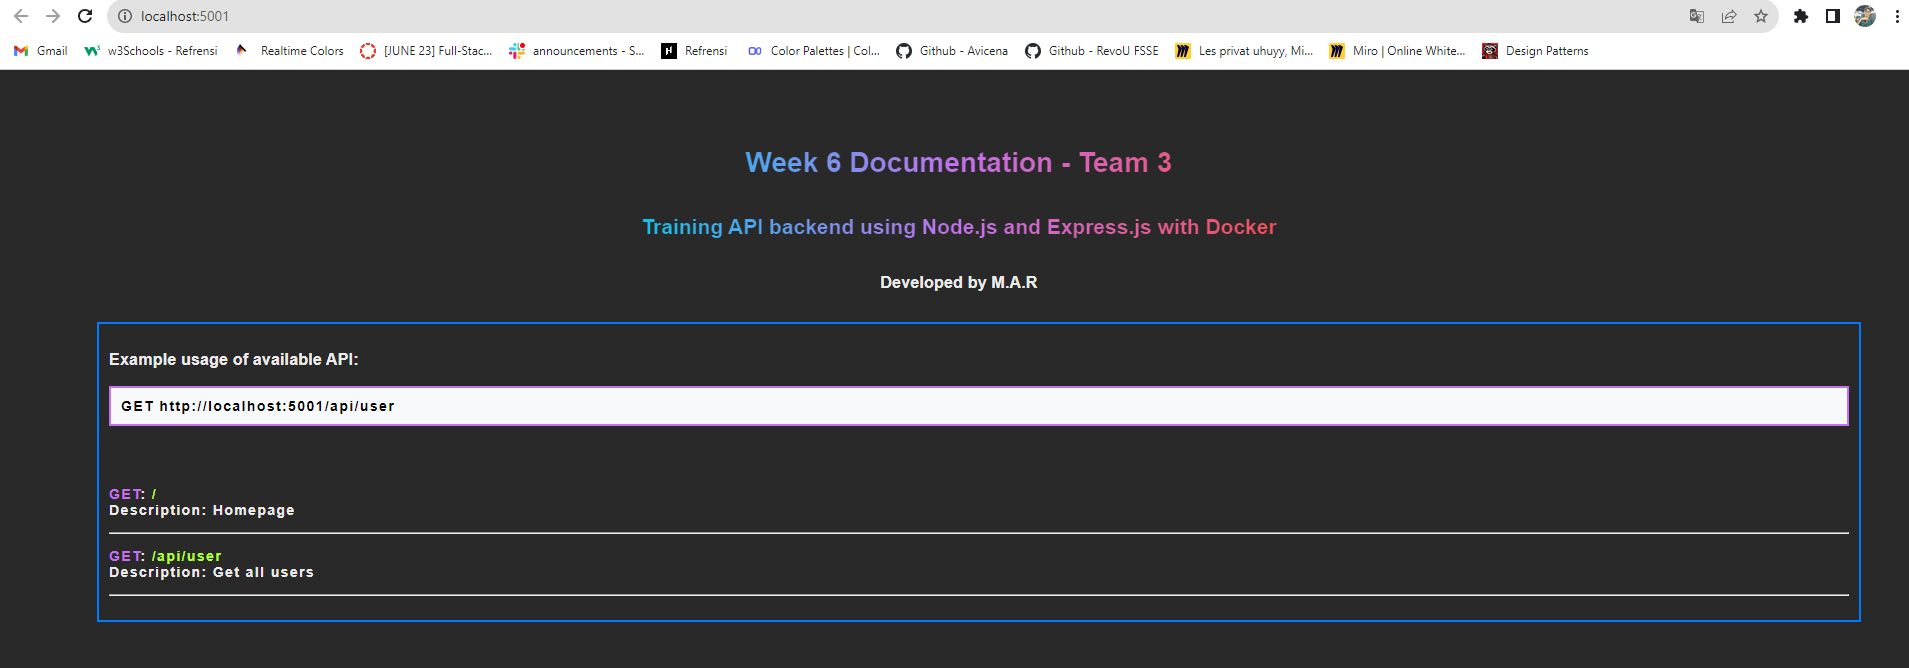 localhost:5001
Gmail
w3Schools - Refrensi
Realtime Colors
[JUNE 23] Full-Stac...
announcements - S...
Refrensi
Color Palettes | Col...
Github - Avicena
Github - RevoU FSSE
Les privat uhuyy, Mi...
Miro | Online White...
Design Patterns
Week 6 Documentation - Team 3
Training API backend using Node.js and Express.js with Docker
Developed by M.A.R
Example usage of available API:
GET http://localhost:5001/api/user
GET: /
Description: Homepage
GET: /api/user
Description: Get all users